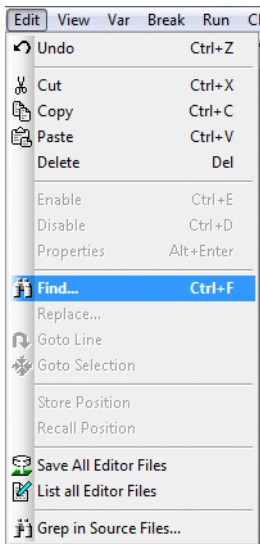 Edit View Var Break Run
Undo Ctrl+Z
Cut Ctrl+X
Copy Ctrl+C
Paste Ctrl+V
Delete Del
Enable Ctrl+E
Disable Ctrl+D
Properties Alt+Enter
Find... Ctrl+F
Replace...
Goto Line
Goto Selection
Store Position
Recall Position
Save All Editor Files
List all Editor Files
Grep in Source Files...